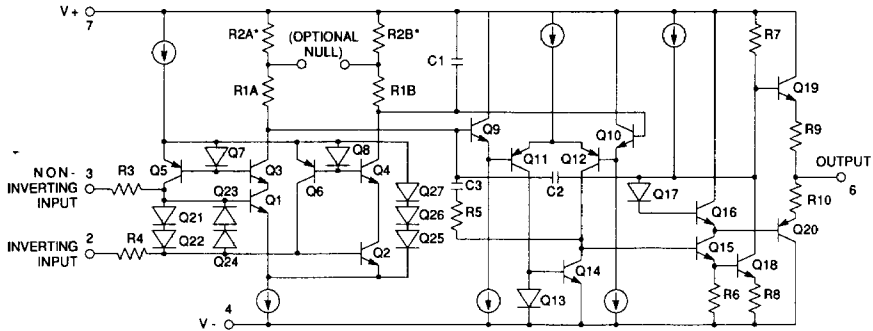 V+ 7
R2A* R2B* R7
(OPTIONAL
NULL)
C1
R1A R1B
Q19
Q9 Q10
R9
Q5 Q7 Q3 Q6 Q8 Q4 Q11 Q12
NON-
INVERTING
INPUT
3 R3
Q23 Q1
Q27 C3 C2 Q17
OUTPUT
6
Q21 Q26 R5 Q16 R10
Q22 Q25 Q20
INVERTING
INPUT
2 R4
Q24 Q2 Q15
Q14 Q18
Q13 R6 R8
V- 4